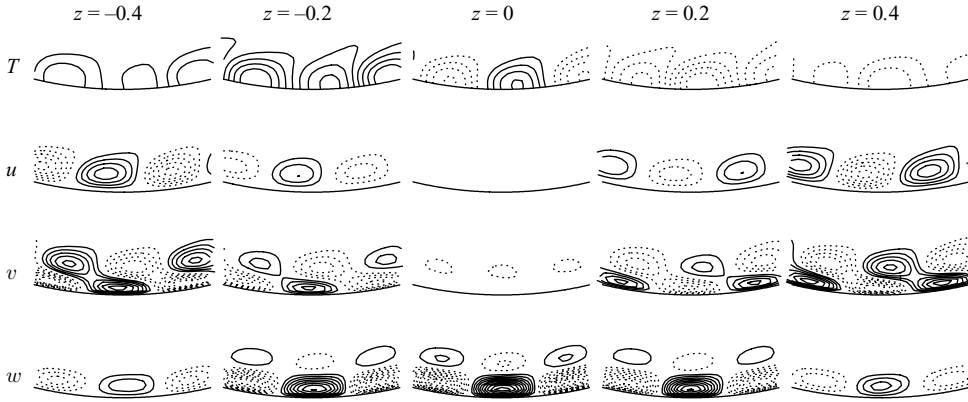 z = –0.4 z = –0.2 z = 0 z = 0.2 z = 0.4
T
u
v
w